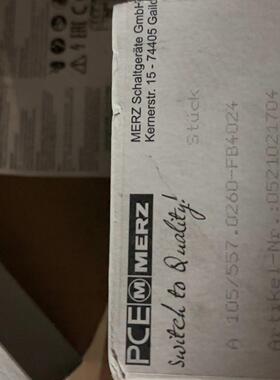 MERZ Schaltgeräte GmbH
Kernerstr. 15 - 74405 Gaild
Stück
PCE M MERZ
Switch to Quality!
A 105/557.0260-FB4024
Artikel-Nr.:0521021704